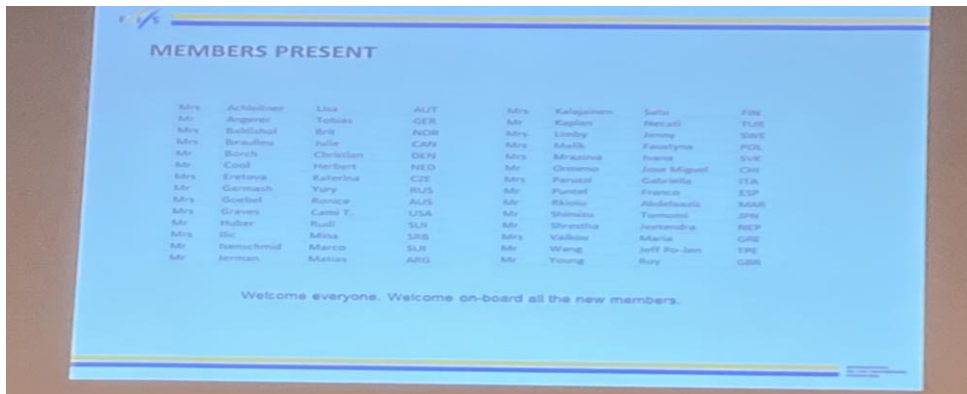 FIS
MEMBERS PRESENT
Mrs Achleitner Lisa AUT Mrs Kalajainen Satu FIN
Mr Angerer Tobias GER Mr Kaplan TUR
Mrs Brit NOR Mrs Limby Jenny SWE
Mrs Beaulieu Julie CAN Mrs Malik Faustyna POL
Mr Borch Christian DEN Mrs Mrazova Ivana SVK
Mr Cool Herbert NED Mr Ormeno Jose Miguel CHI
Mrs Eretova Katerina CZE Mrs Paruzzi Gabriella ITA
Mr Garmash Yury RUS Mr Puntel Franco ESP
Mrs Goebel Ronice AUS Mr Rkiniu Abdelaaziz MAR
Mrs Graves Cami T. USA Mr Shimizu Tomomi JPN
Mr Huber Rudi SUI Mr Shrestha Jeetendra NEP
Mrs Ilic Mina SRB Mrs Vaikou Maria GRE
Mr Isenschmid Marco SUI Mr Wang Jeff Po-Jen TPE
Mr Jerman Matias ARG Mr Young Roy GBR
Welcome everyone. Welcome on-board all the new members.